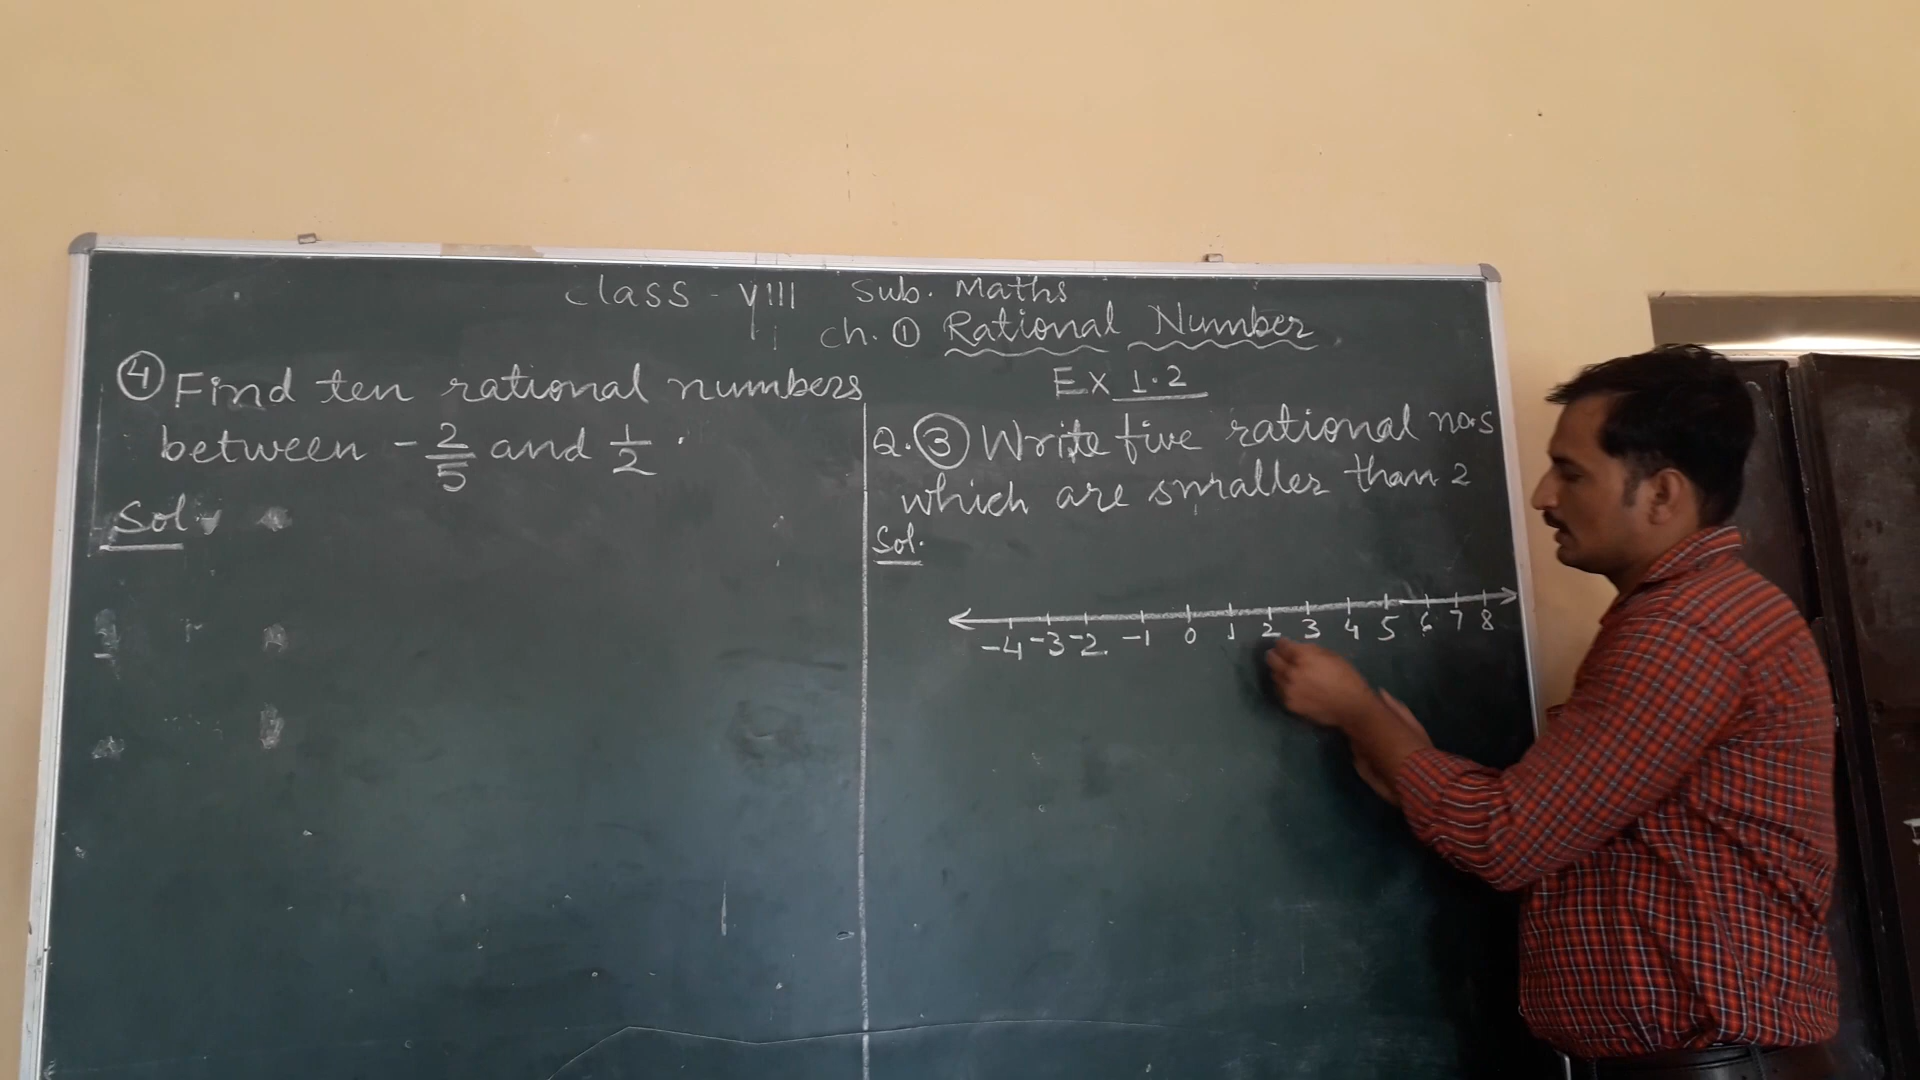 Class - VIII Sub. Maths
Ch. ① Rational Number
④ Find ten rational numbers
between -2/5 and 1/2.
Sol.
Ex 1.2
Q.③ Write five rational no.s
which are smaller than 2
Sol.
-4 -3 -2 -1 0 1 2 3 4 5 6 7 8